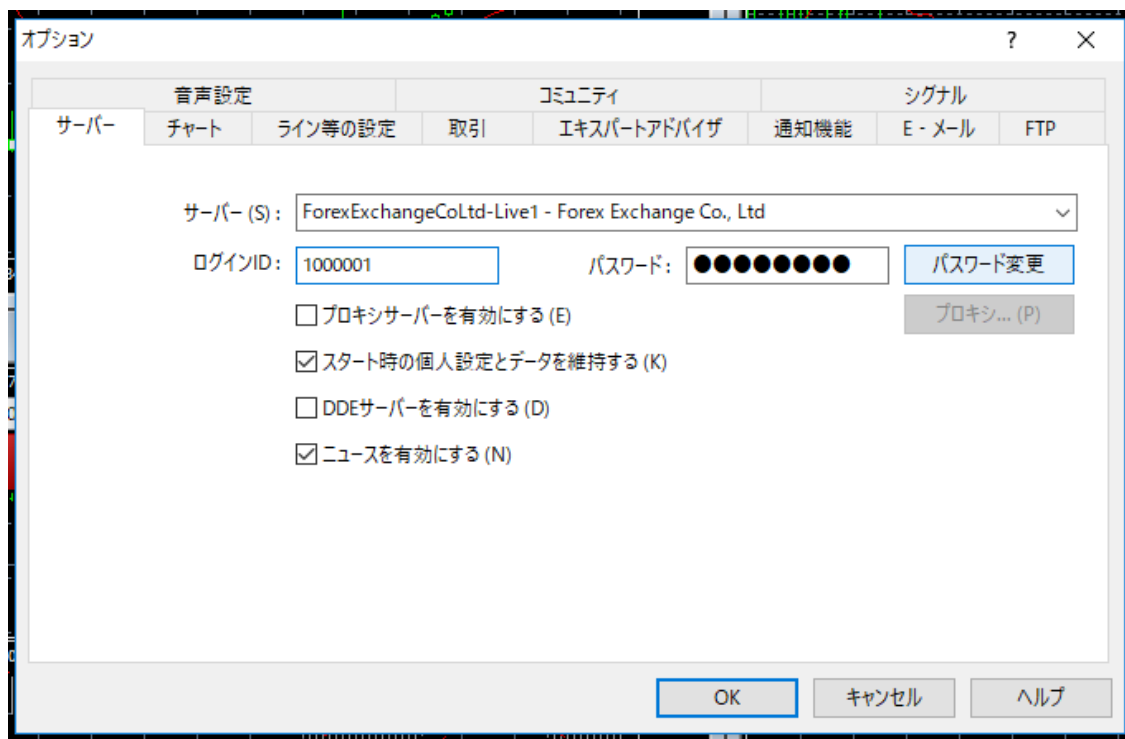 オプション
?
音声設定 コミュニティ シグナル
サーバー チャート ライン等の設定 取引 エキスパートアドバイザ 通知機能 E - メール FTP
サーバー (S) : ForexExchangeCoLtd-Live1 - Forex Exchange Co., Ltd
ログインID : 1000001 パスワード : ●●●●●●●● パスワード変更
プロキシサーバーを有効にする (E) プロキシ... (P)
スタート時の個人設定とデータを維持する (K)
DDEサーバーを有効にする (D)
ニュースを有効にする (N)
OK キャンセル ヘルプ